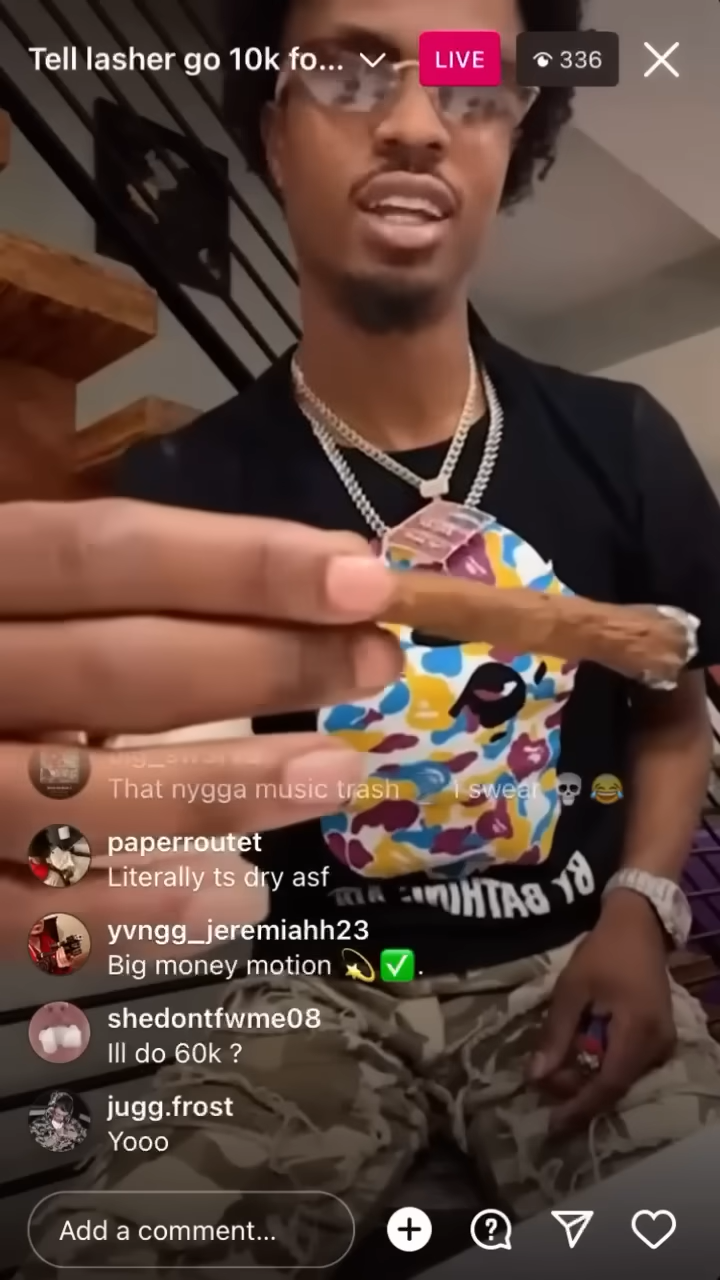 Tell lasher go 10k fo...
LIVE
336
That nygga music trash i swear 💀😂
paperroutet
Literally ts dry asf
yvngg_jeremiahh23
Big money motion 💫✅.
shedontfwme08
Ill do 60k ?
jugg.frost
Yooo
BY BATHING
Add a comment...